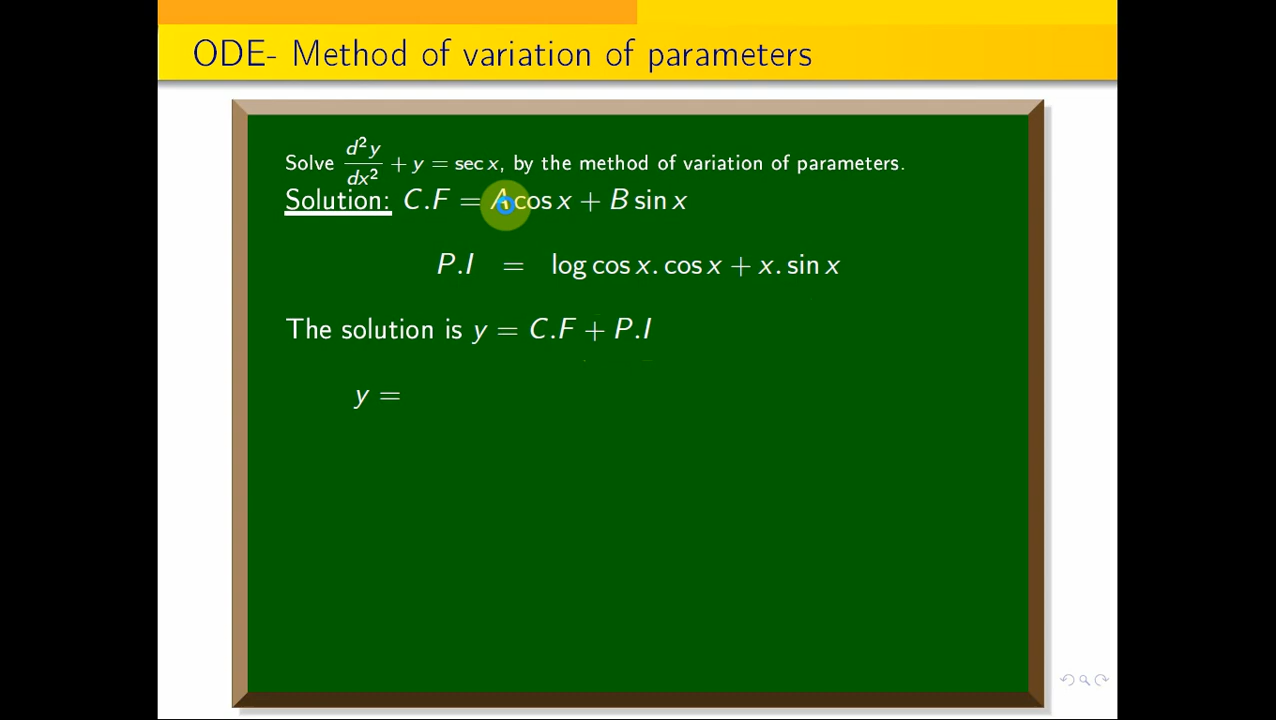 ODE- Method of variation of parameters
Solve d²y/dx² + y = sec x, by the method of variation of parameters.
Solution: C.F = A cos x + B sin x
P.I = log cos x. cos x + x. sin x
The solution is y = C.F + P.I
y =